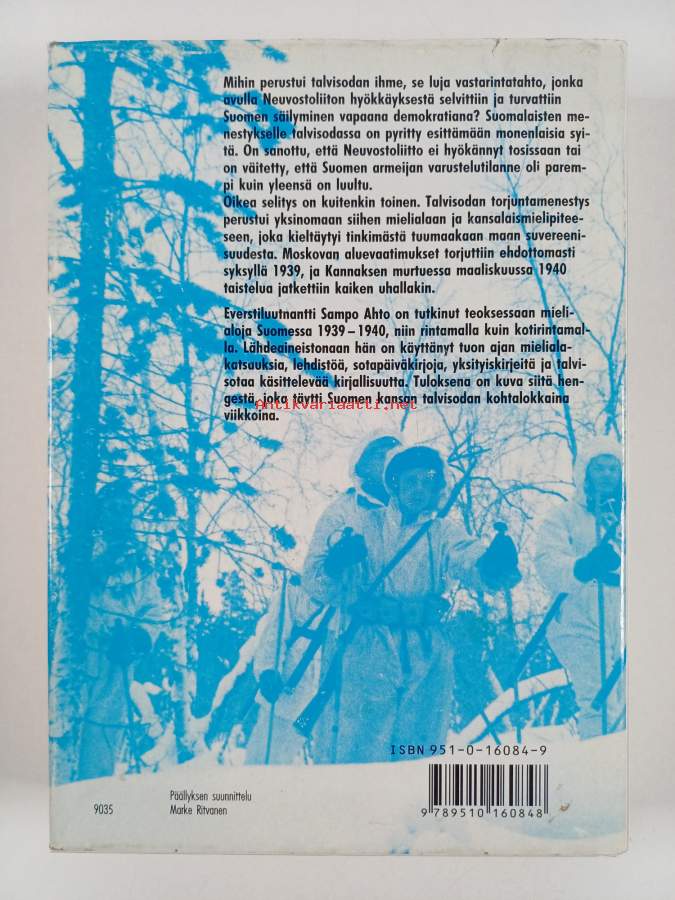 Mihin perustui talvisodan ihme, se luja vastarintatahto, jonka
avulla Neuvostoliiton hyökkäyksestä selvittiin ja turvattiin
Suomen säilyminen vapaana demokratiana? Suomalaisten me-
nestykselle talvisodassa on pyritty esittämään monenlaisia syi-
tä. On sanottu, että Neuvostoliitto ei hyökännyt tosissaan tai
on väitetty, että Suomen armeijan varustelutilanne oli parem-
pi kuin yleensä on luultu.
Oikea selitys on kuitenkin toinen. Talvisodan torjuntamenestys
perustui yksinomaan siihen mielialaan ja kansalaismielipitee-
seen, joka kieltäytyi tinkimästä tuumaakaan maan suvereeni-
suudesta. Moskovan aluevaatimukset torjuttiin ehdottomasti
syksyllä 1939, ja Kannaksen murtuessa maaliskuussa 1940
taistelua jatkettiin kaiken uhallakin.
Everstiluutnantti Sampo Ahto on tutkinut teoksessaan mieli-
aloja Suomessa 1939–1940, niin rintamalla kuin kotirintamal-
la. Lähdeaineistonaan hän on käyttänyt tuon ajan mieliala-
katsauksia, lehdistöä, sotapäiväkirjoja, yksityiskirjeitä ja talvi-
sotaa käsittelevää kirjallisuutta. Tuloksena on kuva siitä hen-
gestä, joka täytti Suomen kansan talvisodan kohtalokkaina
viikkoina.
Antikvariaatti.net
ISBN 951-0-16084-9
9 789510 160848
9035
Päällyksen suunnittelu
Marke Ritvanen